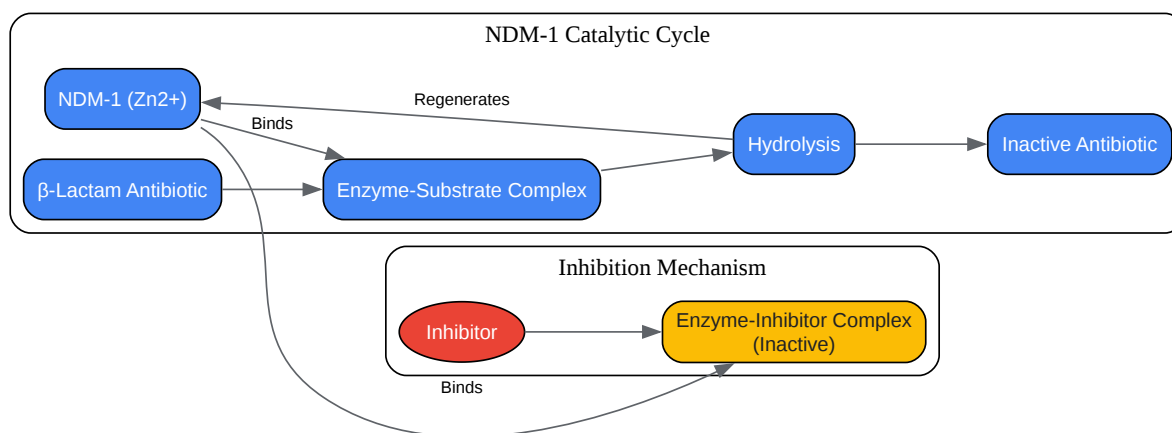 NDM-1 Catalytic Cycle
NDM-1 (Zn2+)
Regenerates
Binds
Hydrolysis
Inactive Antibiotic
β-Lactam Antibiotic
Enzyme-Substrate Complex
Inhibition Mechanism
Inhibitor
Enzyme-Inhibitor Complex
(Inactive)
Binds